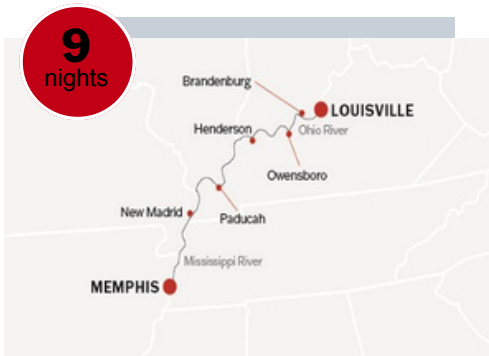 9
nights
Brandenburg
LOUISVILLE
Henderson
Ohio River
Owensboro
New Madrid
Paducah
Mississippi River
MEMPHIS